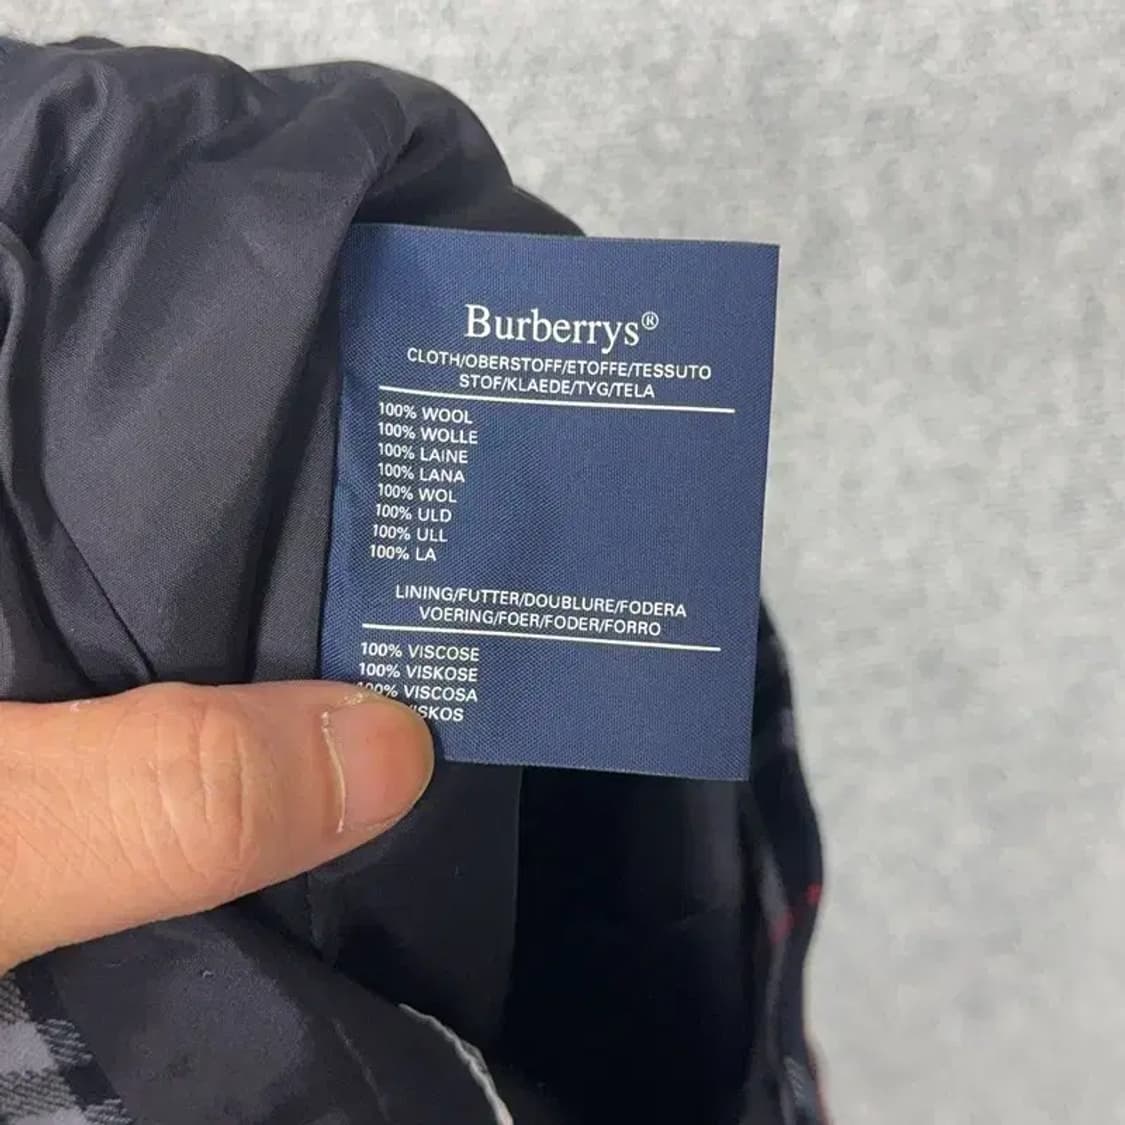 Burberrys®
CLOTH/OBERSTOFF/ETOFFE/TESSUTO
STOF/KLAEDE/TYG/TELA
100% WOOL
100% WOLLE
100% LAINE
100% LANA
100% WOL
100% ULD
100% ULL
100% LA
LINING/FUTTER/DOUBLURE/FODERA
VOERING/FOER/FODER/FORRO
100% VISCOSE
100% VISKOSE
100% VISCOSA